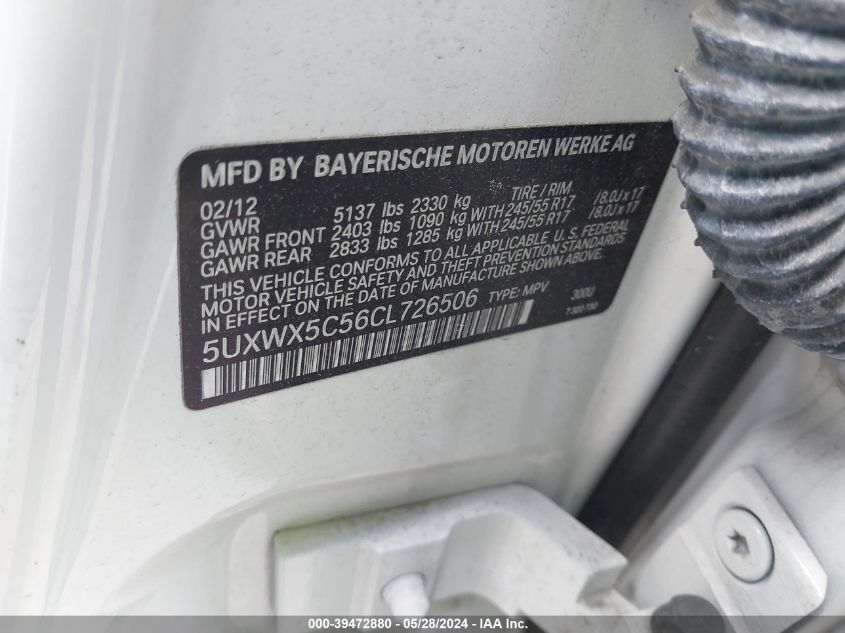 MFD BY BAYERISCHE MOTOREN WERKE AG
02/12 TIRE / RIM
GVWR 5137 lbs 2330 kg
GAWR FRONT 2403 lbs 1090 kg WITH 245/55 R17 /8.0J x 17
GAWR REAR 2833 lbs 1285 kg WITH 245/55 R17 /8.0J x 17
THIS VEHICLE CONFORMS TO ALL APPLICABLE U. S. FEDERAL
MOTOR VEHICLE SAFETY AND THEFT PREVENTION STANDARDS
IN EFFECT ON THE DATE OF MANUFACTURE SHOWN ABOVE.
5UXWX5C56CL726506 TYPE: MPV 300U
000-39472880 - 05/28/2024 - IAA Inc.